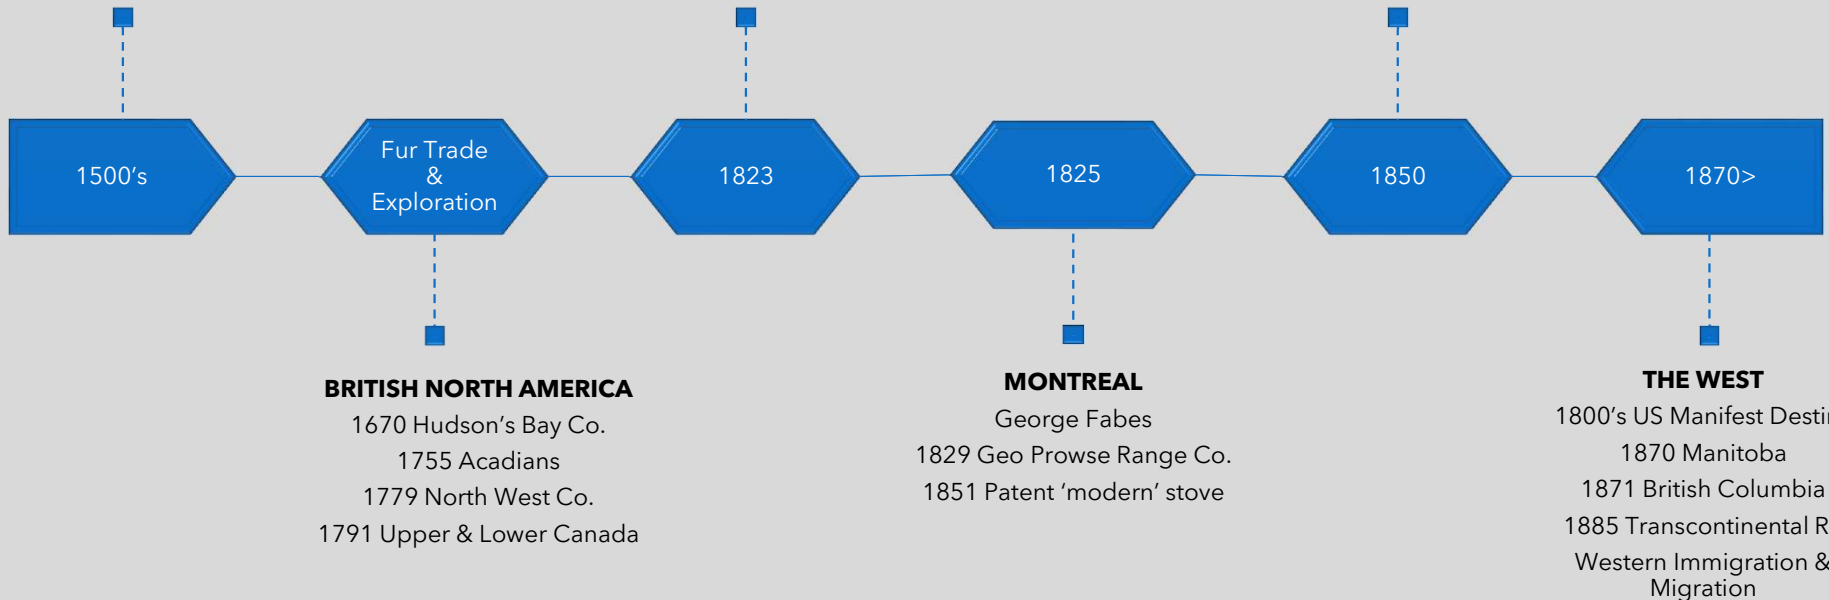 1500's
Fur Trade
&
Exploration
1823
1825
1850
1870>
BRITISH NORTH AMERICA
1670 Hudson's Bay Co.
1755 Acadians
1779 North West Co.
1791 Upper & Lower Canada
MONTREAL
George Fabes
1829 Geo Prowse Range Co.
1851 Patent ‘modern’ stove
THE WEST
1800's US Manifest
1870 Manitoba
1871 British Columbia
1885 Transcontinental
Western Immigration &
Migration